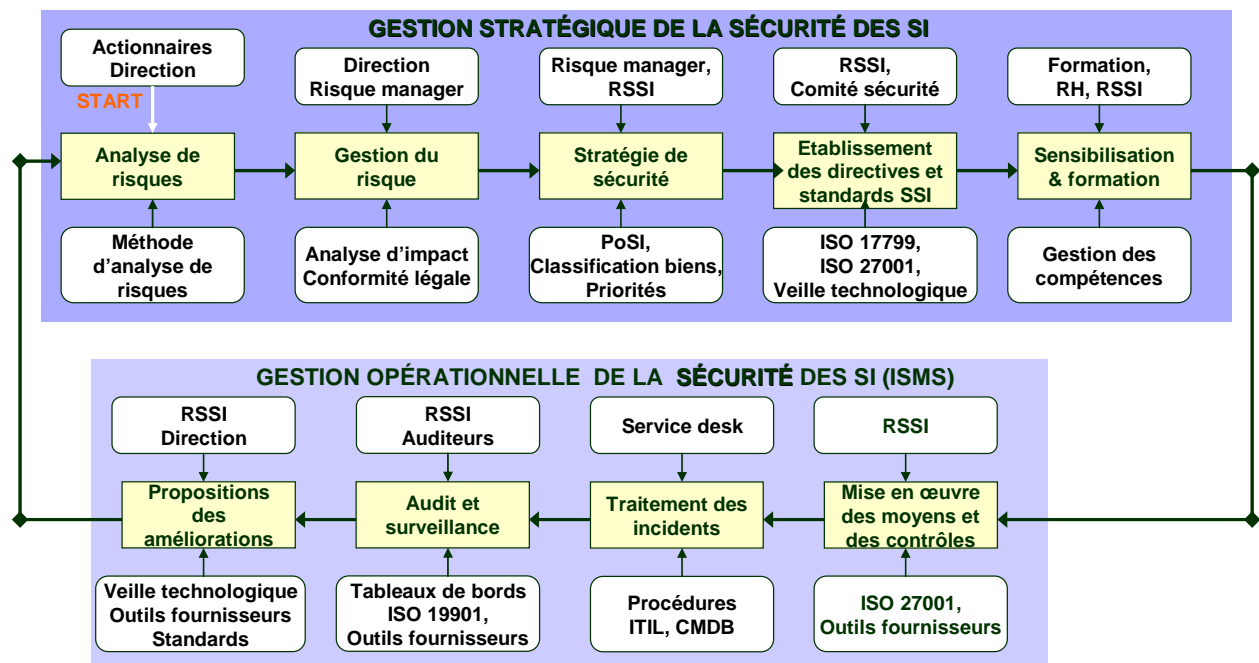 GESTION STRATÉGIQUE DE LA SÉCURITÉ DES SI
Actionnaires
Direction
START
Direction
Risque manager
Risque manager,
RSSI
RSSI,
Comité sécurité
Formation,
RH, RSSI
Analyse de
risques
Gestion du
risque
Stratégie de
sécurité
Etablissement
des directives et
standards SSI
Sensibilisation
& formation
Méthode
d'analyse de
risques
Analyse d'impact
Conformité légale
PoSI,
Classification biens,
Priorités
ISO 17799,
ISO 27001,
Veille technologique
Gestion des
compétences
GESTION OPÉRATIONNELLE DE LA SÉCURITÉ DES SI (ISMS)
RSSI
Direction
RSSI
Auditeurs
Service desk
RSSI
Propositions
des
améliorations
Audit et
surveillance
Traitement des
incidents
Mise en œuvre
des moyens et
des contrôles
Veille technologique
Outils fournisseurs
Standards
Tableaux de bords
ISO 19901,
Outils fournisseurs
Procédures
ITIL, CMDB
ISO 27001,
Outils fournisseurs